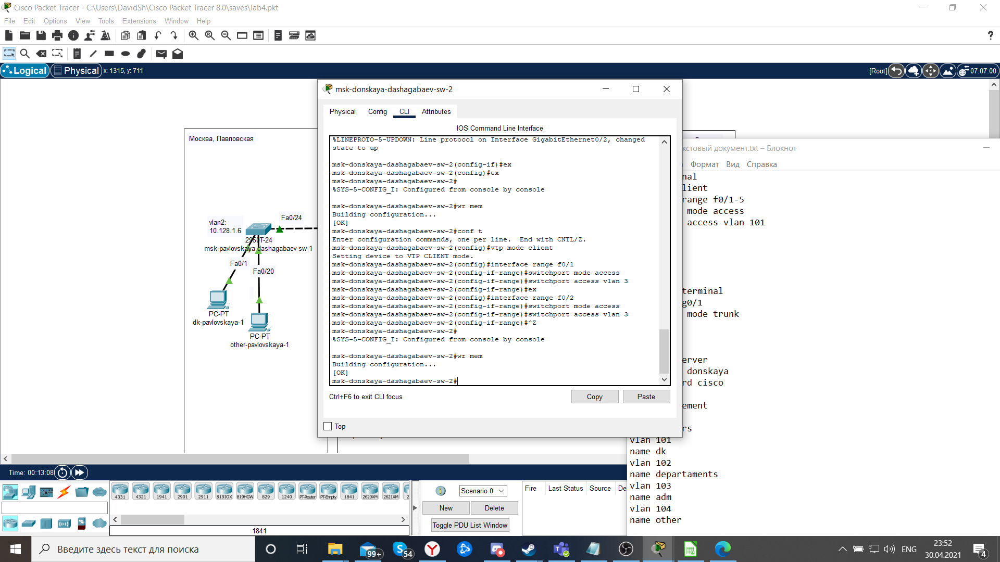 Cisco Packet Tracer - C:\Users\DavidSh\Cisco Packet Tracer 8.0\saves\lab4.pkt
File Edit Options View Tools Extensions Window Help
?
Logical Physical x: 1315, y: 711
[Root] 07:07:00
msk-donskaya-dashagabaev-sw-2
Physical Config CLI Attributes
IOS Command Line Interface
%LINEPROTO-5-UPDOWN: Line protocol on Interface GigabitEthernet0/2, changed
state to up
msk-donskaya-dashagabaev-sw-2(config-if)#ex
msk-donskaya-dashagabaev-sw-2(config)#ex
msk-donskaya-dashagabaev-sw-2#
%SYS-5-CONFIG_I: Configured from console by console
msk-donskaya-dashagabaev-sw-2#wr mem
Building configuration...
[OK]
msk-donskaya-dashagabaev-sw-2#conf t
Enter configuration commands, one per line.  End with CNTL/Z.
msk-donskaya-dashagabaev-sw-2(config)#vtp mode client
Setting device to VTP CLIENT mode.
msk-donskaya-dashagabaev-sw-2(config)#interface range f0/1
msk-donskaya-dashagabaev-sw-2(config-if-range)#switchport mode access
msk-donskaya-dashagabaev-sw-2(config-if-range)#switchport access vlan 3
msk-donskaya-dashagabaev-sw-2(config-if-range)#ex
msk-donskaya-dashagabaev-sw-2(config)#interface range f0/2
msk-donskaya-dashagabaev-sw-2(config-if-range)#switchport mode access
msk-donskaya-dashagabaev-sw-2(config-if-range)#switchport access vlan 3
msk-donskaya-dashagabaev-sw-2(config-if-range)#^Z
msk-donskaya-dashagabaev-sw-2#
%SYS-5-CONFIG_I: Configured from console by console
msk-donskaya-dashagabaev-sw-2#wr mem
Building configuration...
[OK]
msk-donskaya-dashagabaev-sw-2#
Ctrl+F6 to exit CLI focus
Copy Paste
Top
Москва, Павловская
vlan2:
10.128.1.6
Fa0/24
2950T-24
msk-pavlovskaya-dashagabaev-sw-1
Fa0/1
Fa0/20
PC-PT
dk-pavlovskaya-1
PC-PT
other-pavlovskaya-1
кстовый документ.txt – Блокнот
Формат Вид Справка
nal
lient
range f0/1-5
mode access
access vlan 101
terminal
g0/1
mode trunk
erver
donskaya
rd cisco
ement
rs
vlan 101
name dk
vlan 102
name departaments
vlan 103
name adm
vlan 104
name other
Time: 00:13:08
4331 4321 1941 2901 2911 819IOX 819HGW 829 1240 PT-Router PT-Empty 1841 2620XM 2621XM 2
1841
Scenario 0
New Delete
Toggle PDU List Window
Fire Last Status Source De
Введите здесь текст для поиска
99+
54
ENG
23:52
30.04.2021
4